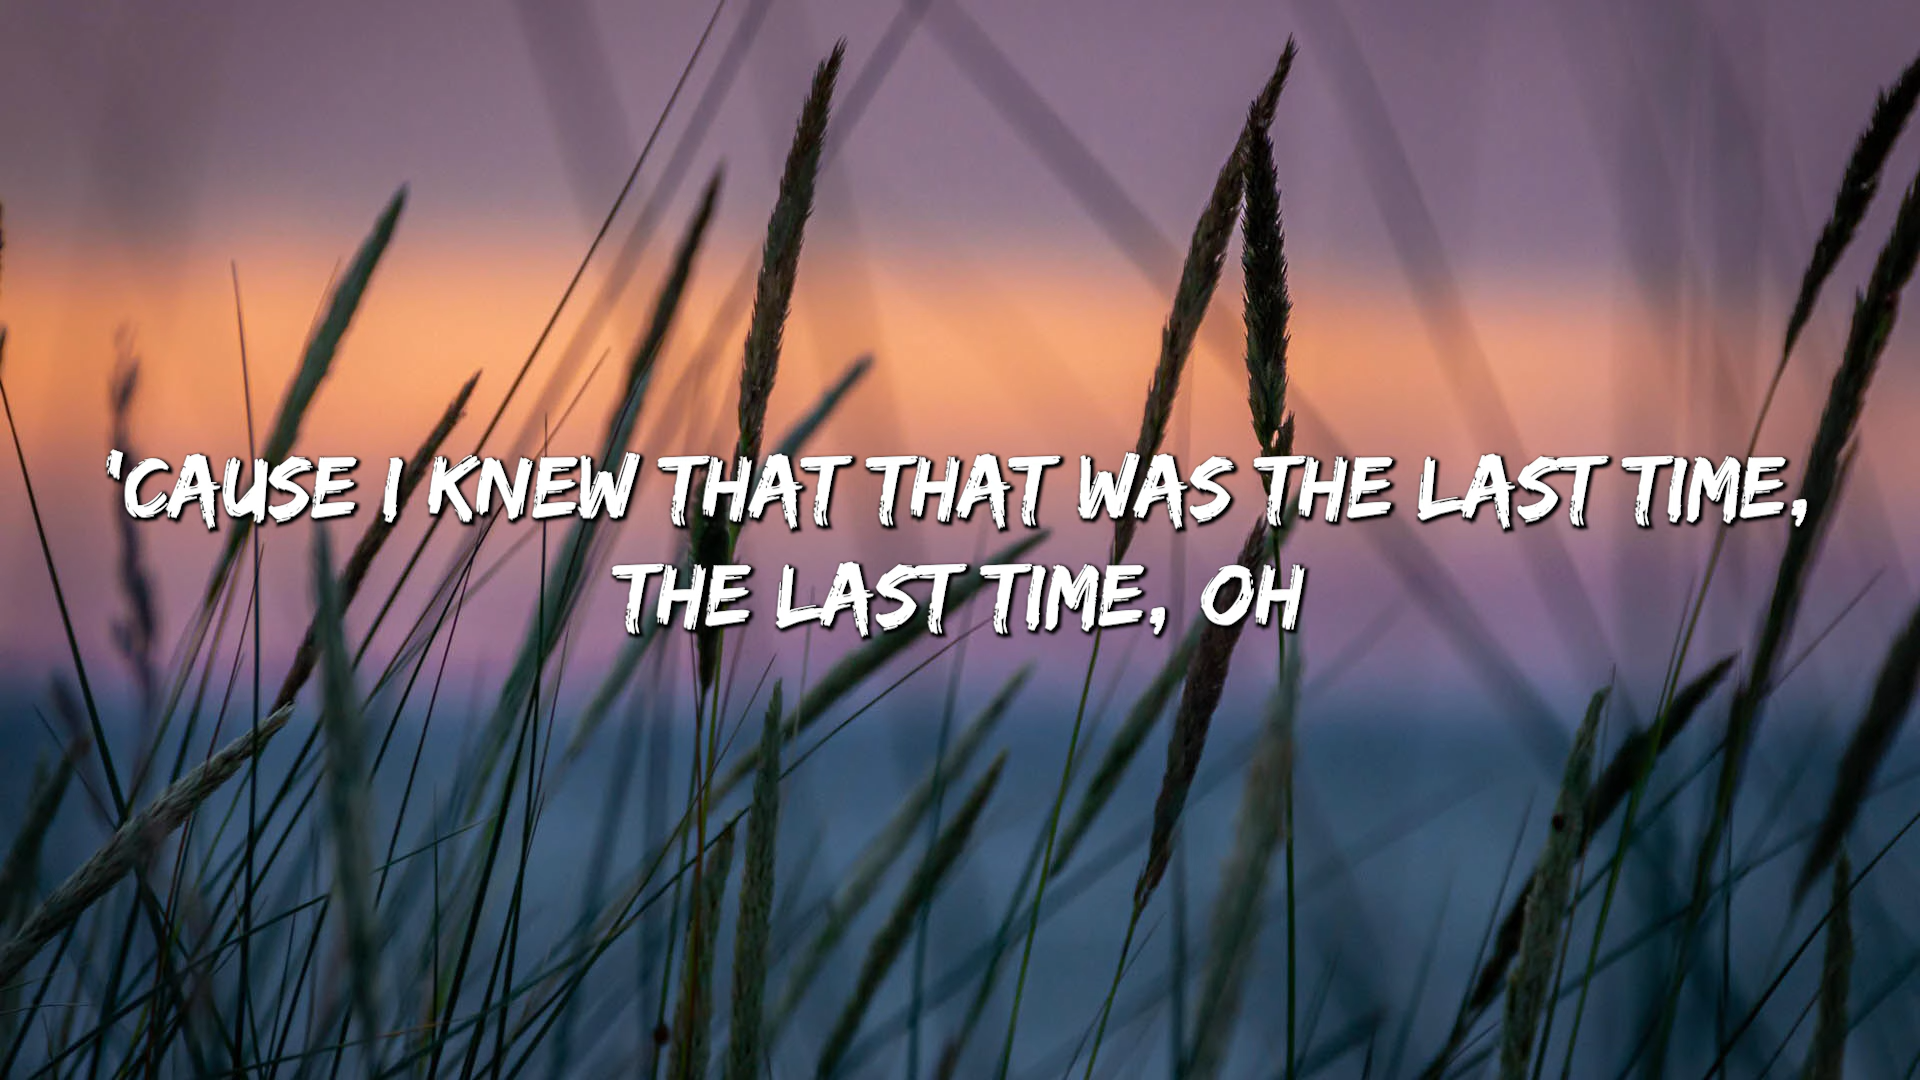 'CAUSE I KNEW THAT THAT WAS THE LAST TIME,
THE LAST TIME, OH